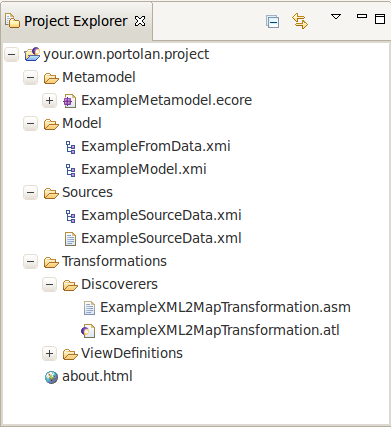 Project Explorer
your.own.portolan.project
Metamodel
ExampleMetamodel.ecore
Model
ExampleFromData.xmi
ExampleModel.xmi
Sources
ExampleSourceData.xmi
ExampleSourceData.xml
Transformations
Discoverers
ExampleXML2MapTransformation.asm
ExampleXML2MapTransformation.atl
ViewDefinitions
about.html